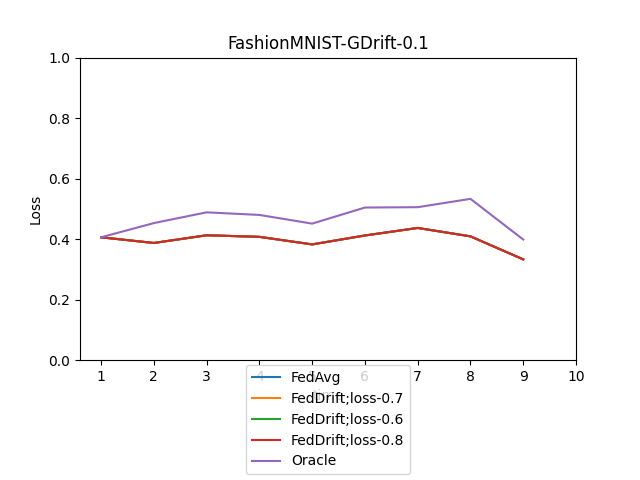 FashionMNIST-GDrift-0.1
1.0
0.8
0.6
0.4
0.2
0.0
Loss
1 2 3 4 5 6 7 8 9 10
FedAvg
FedDrift;loss-0.7
FedDrift;loss-0.6
FedDrift;loss-0.8
Oracle